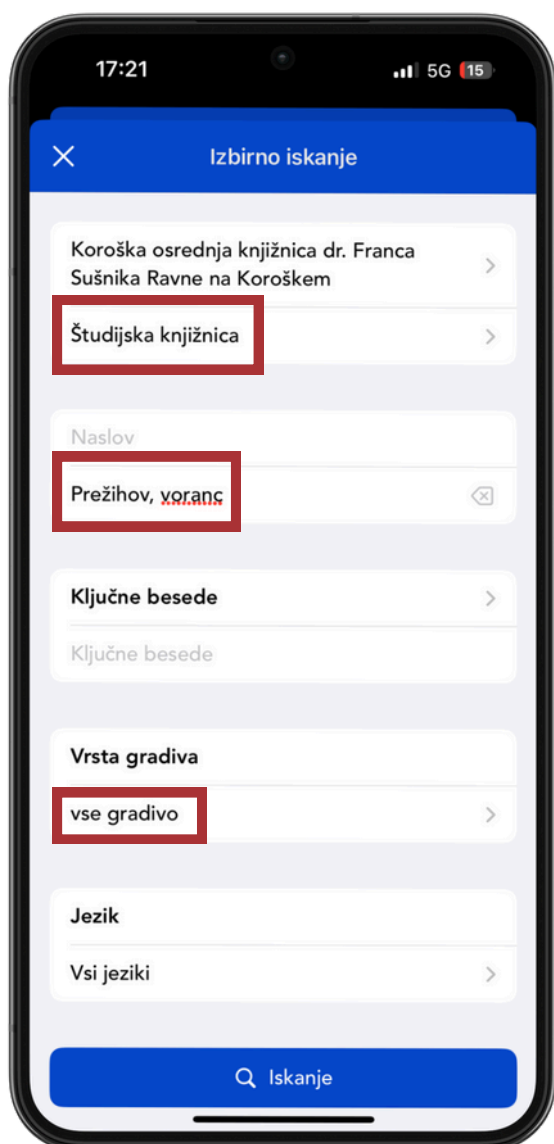 17:21
5G 15
Izbirno iskanje
Koroška osrednja knjižnica dr. Franca
Sušnika Ravne na Koroškem
Študijska knjižnica
Naslov
Prežihov, voranc
Ključne besede
Ključne besede
Vrsta gradiva
vse gradivo
Jezik
Vsi jeziki
Iskanje